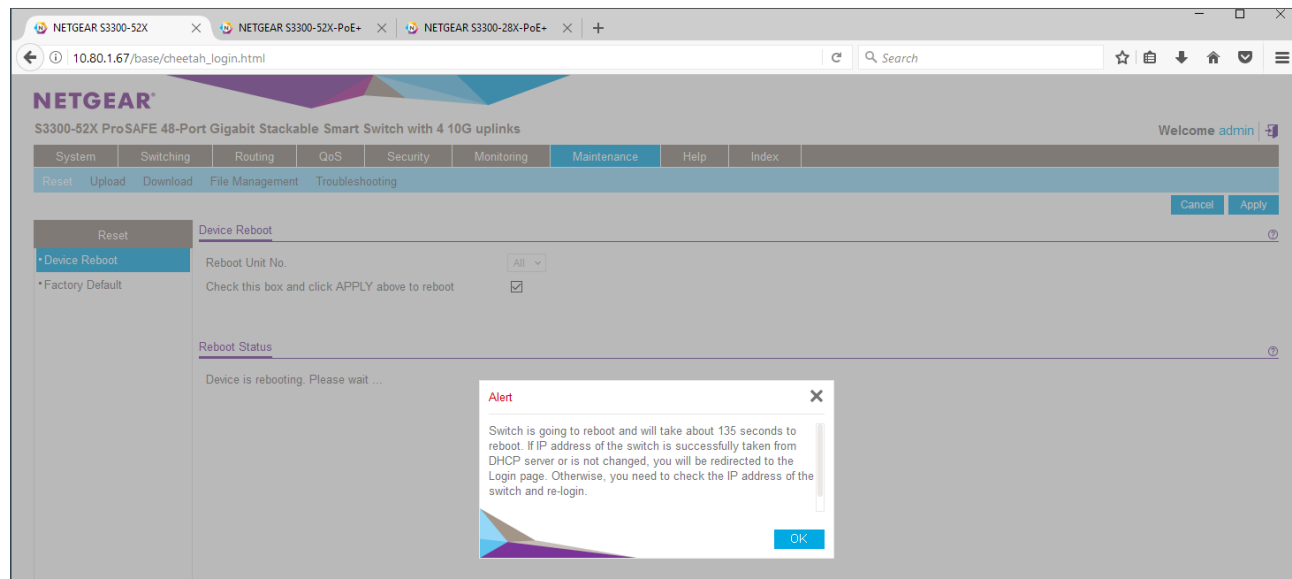 NETGEAR S3300-52X
NETGEAR S3300-52X-PoE+
NETGEAR S3300-28X-PoE+
10.80.1.67/base/cheetah_login.html
Search
NETGEAR®
S3300-52X ProSAFE 48-Port Gigabit Stackable Smart Switch with 4 10G uplinks
Welcome admin
System Switching Routing QoS Security Monitoring Maintenance Help Index
Reset Upload Download File Management Troubleshooting
Cancel Apply
Reset
• Device Reboot
• Factory Default
Device Reboot
Reboot Unit No. All
Check this box and click APPLY above to reboot
Reboot Status
Device is rebooting. Please wait ...
Alert
Switch is going to reboot and will take about 135 seconds to
reboot. If IP address of the switch is successfully taken from
DHCP server or is not changed, you will be redirected to the
Login page. Otherwise, you need to check the IP address of the
switch and re-login.
OK